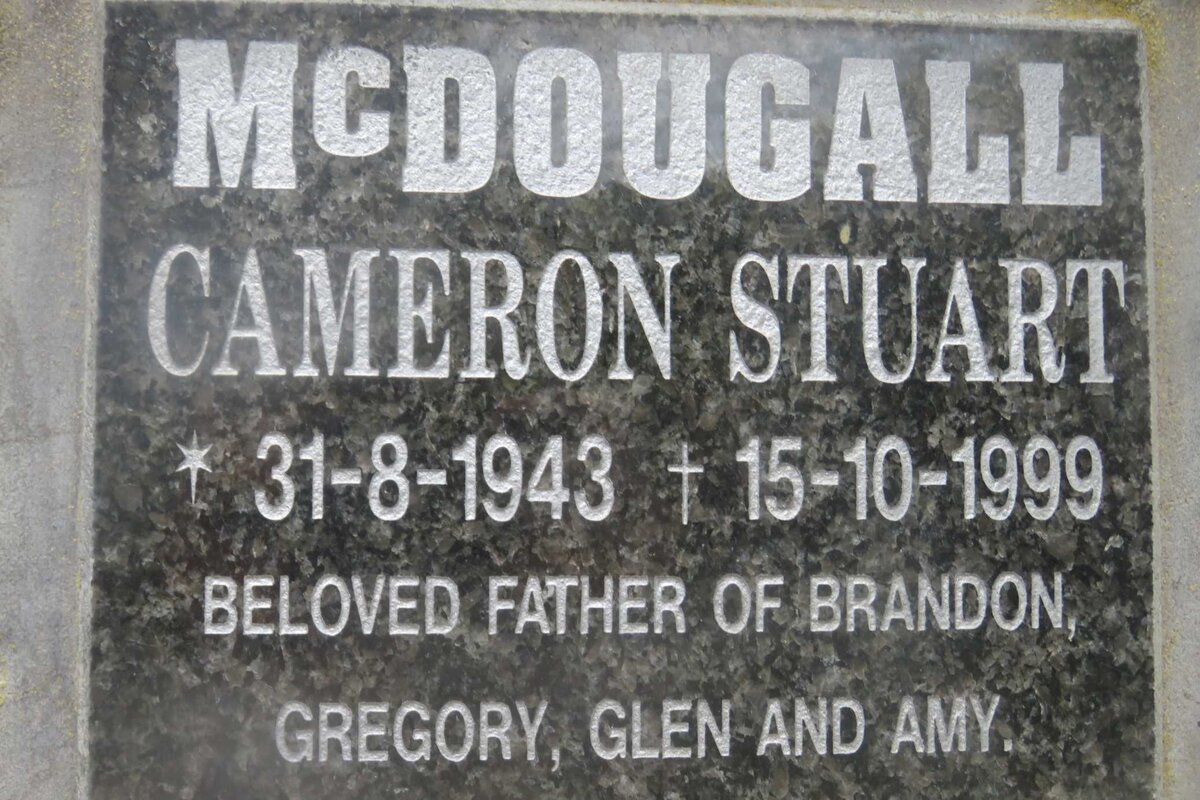 McDOUGALL
CAMERON STUART
* 31-8-1943 † 15-10-1999
BELOVED FATHER OF BRANDON,
GREGORY, GLEN AND AMY.